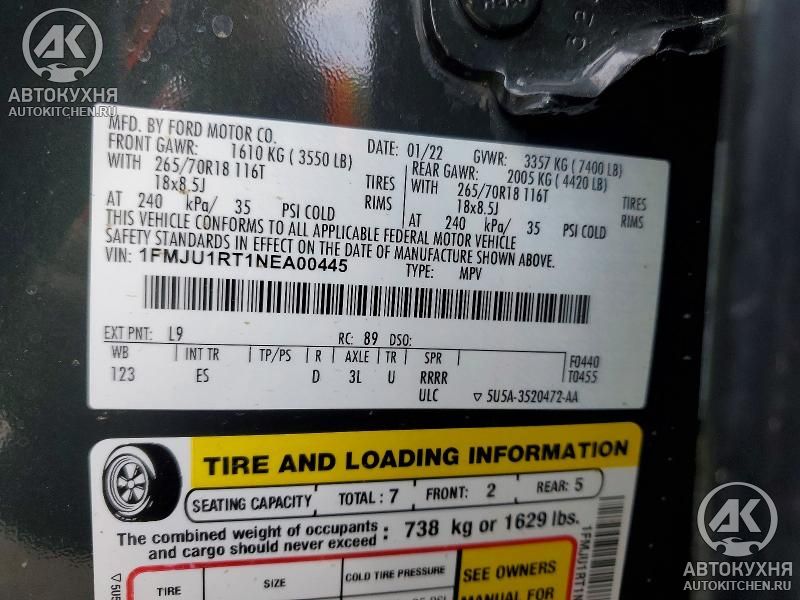 АК
АВТОКУХНЯ
AUTOKITCHEN.RU
MFD. BY FORD MOTOR CO.
DATE: 01/22 GVWR: 3357 KG ( 7400 LB)
FRONT GAWR: 1610 KG ( 3550 LB)
REAR GAWR: 2005 KG ( 4420 LB)
WITH 265/70R18 116T TIRES
WITH 265/70R18 116T TIRES
18x8.5J RIMS
18x8.5J RIMS
AT 240 kPa/ 35 PSI COLD
AT 240 kPa/ 35 PSI COLD
THIS VEHICLE CONFORMS TO ALL APPLICABLE FEDERAL MOTOR VEHICLE
SAFETY STANDARDS IN EFFECT ON THE DATE OF MANUFACTURE SHOWN ABOVE.
VIN: 1FMJU1RT1NEA00445
TYPE: MPV
EXT PNT: L9 RC: 89 DSO:
WB INT TR TP/PS R AXLE TR SPR F0440
123 ES D 3L U RRRR T0455
ULC ▽ 5U5A-3520472-AA
TIRE AND LOADING INFORMATION
SEATING CAPACITY TOTAL : 7 FRONT: 2 REAR: 5
The combined weight of occupants
and cargo should never exceed : 738 kg or 1629 lbs.
TIRE SIZE COLD TIRE PRESSURE
SEE OWNERS
MANUAL FOR
1FMJU1RT1N
▽ 5U5
АК
АВТОКУХНЯ
AUTOKITCHEN.RU